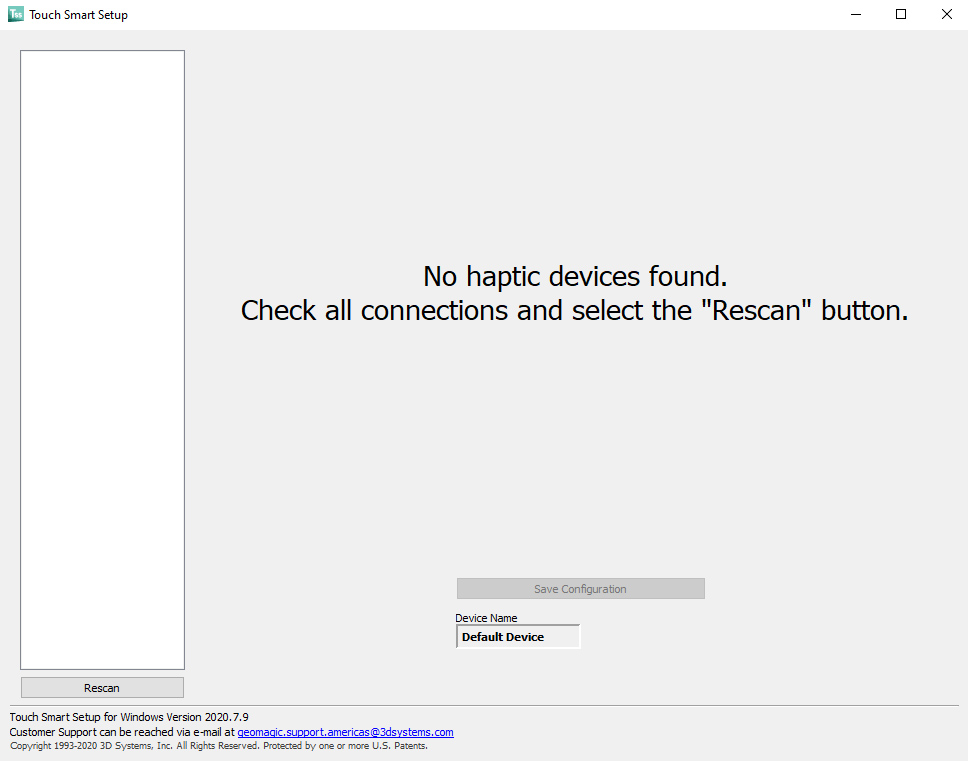 Touch Smart Setup
No haptic devices found.
Check all connections and select the "Rescan" button.
Save Configuration
Device Name
Default Device
Rescan
Touch Smart Setup for Windows Version 2020.7.9
Customer Support can be reached via e-mail at geomagic.support.americas@3dsystems.com
Copyright 1993-2020 3D Systems, Inc. All Rights Reserved. Protected by one or more U.S. Patents.